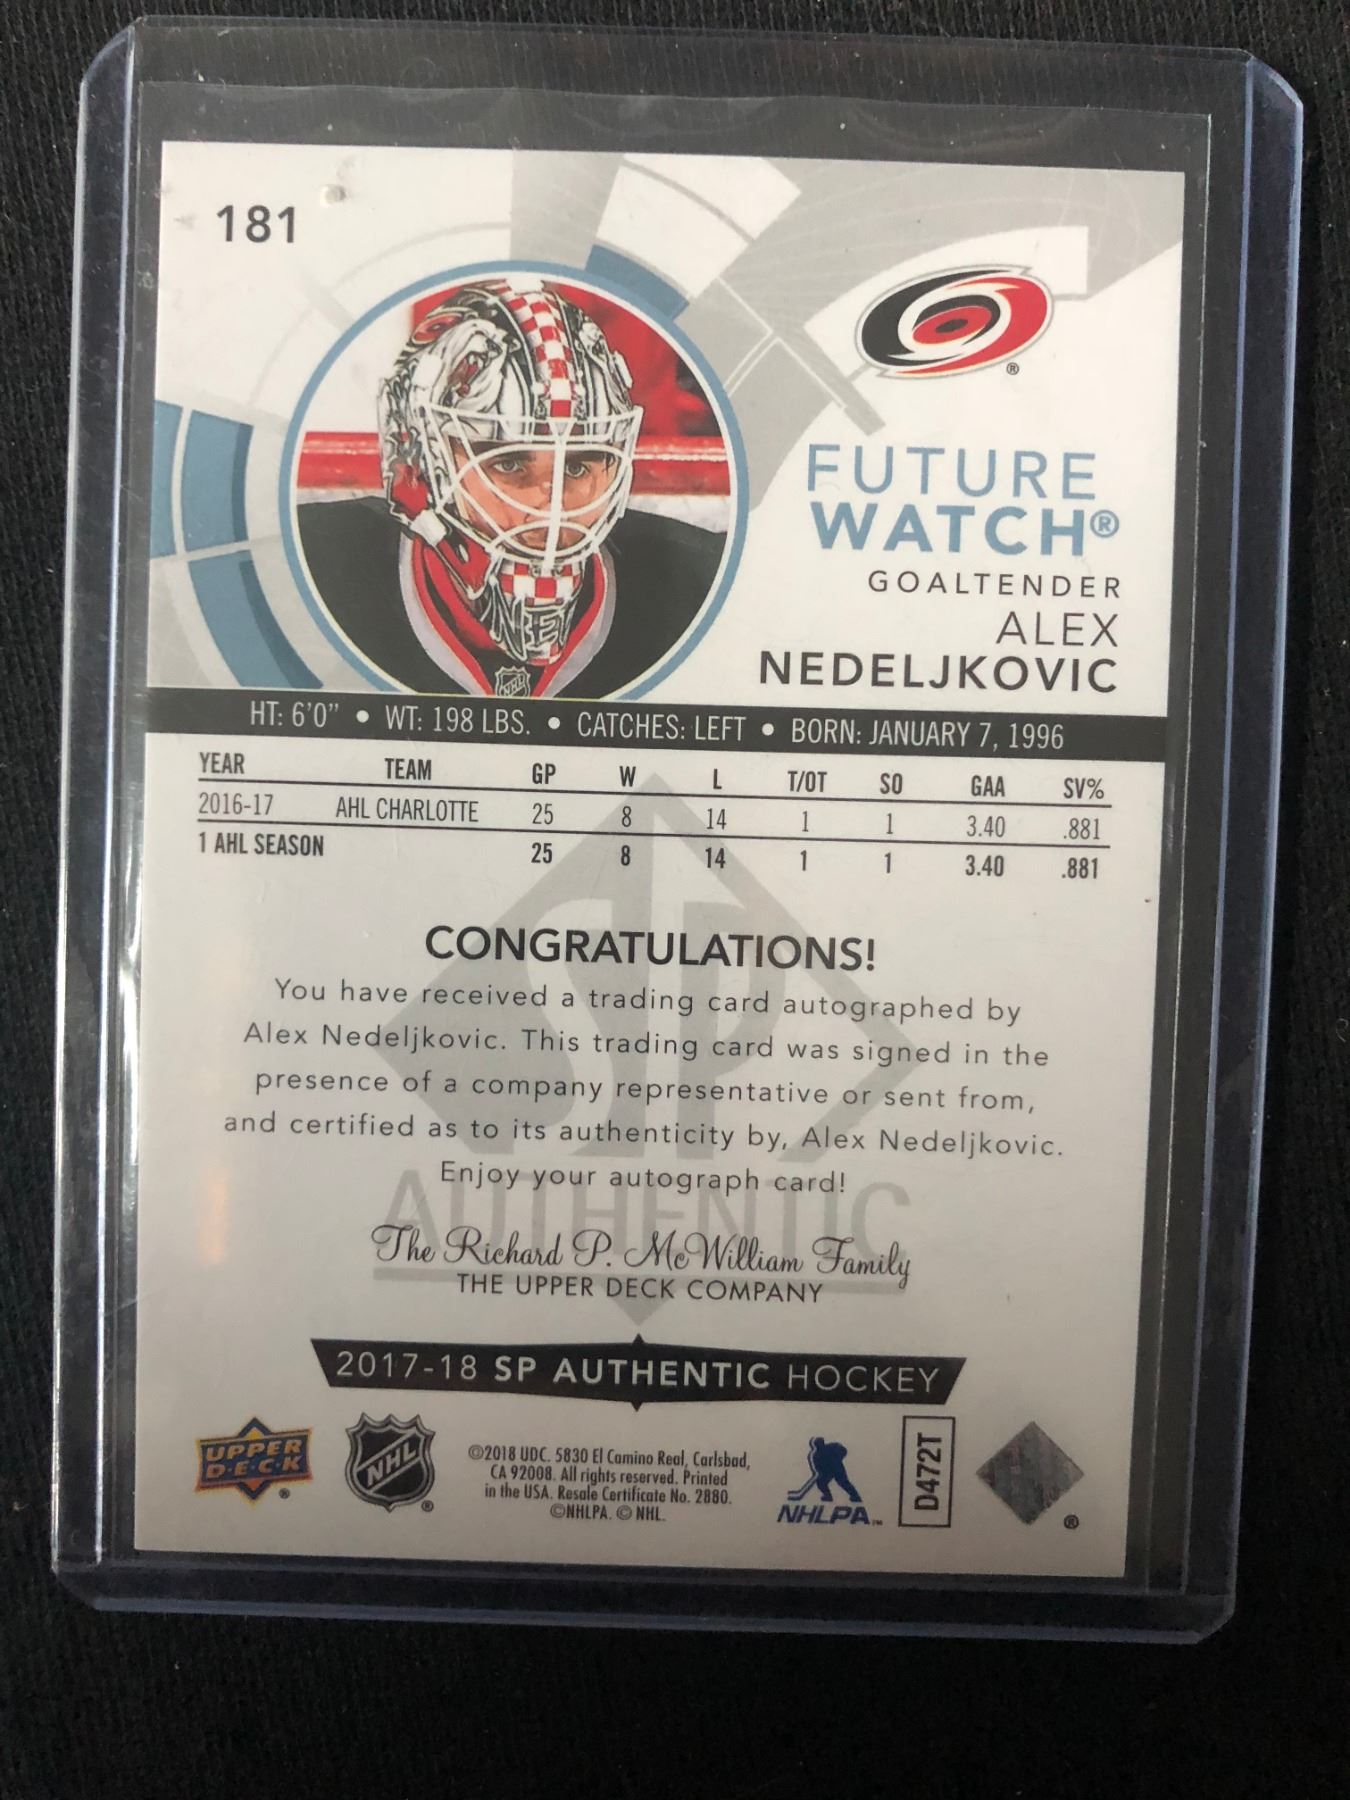 181
FUTURE
WATCH®
GOALTENDER
ALEX
NEDELJKOVIC
NHL
HT: 6'0" • WT: 198 LBS. • CATCHES: LEFT • BORN: JANUARY 7, 1996
YEAR TEAM GP W L T/OT SO GAA SV%
2016-17 AHL CHARLOTTE 25 8 14 1 1 3.40 .881
1 AHL SEASON 25 8 14 1 1 3.40 .881
CONGRATULATIONS!
You have received a trading card autographed by
Alex Nedeljkovic. This trading card was signed in the
presence of a company representative or sent from,
and certified as to its authenticity by, Alex Nedeljkovic.
Enjoy your autograph card!
SP
AUTHENTIC
The Richard P. McWilliam Family
THE UPPER DECK COMPANY
2017-18 SP AUTHENTIC HOCKEY
UPPER
D·E·C·K
®
NHL
®
©2018 UDC. 5830 El Camino Real, Carlsbad,
CA 92008. All rights reserved. Printed
in the USA. Resale Certificate No. 2880.
©NHLPA. © NHL.
NHLPA™
D472T
®